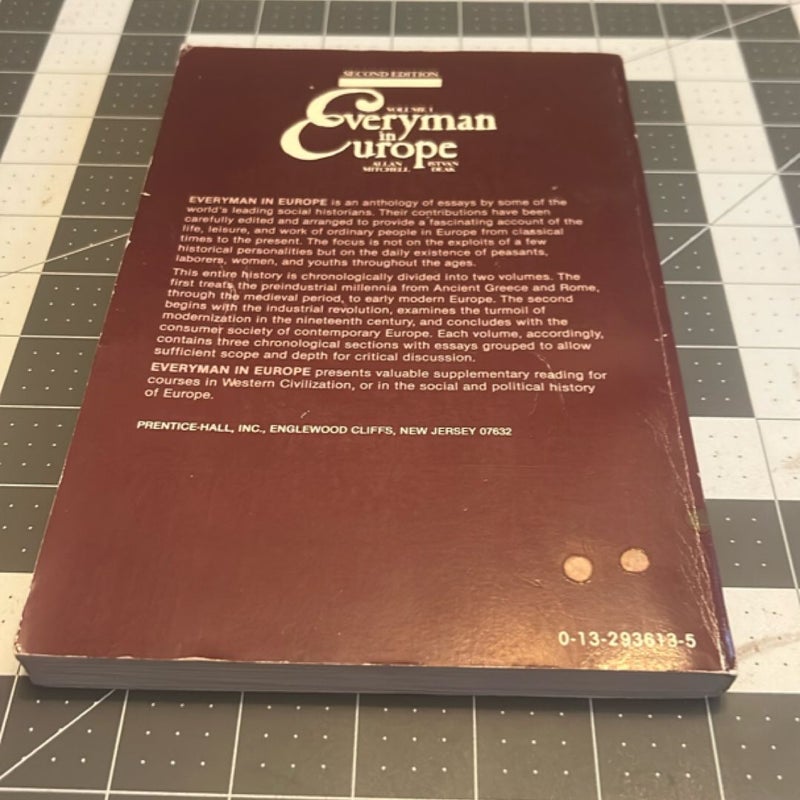 SECOND EDITION
VOLUME I
Everyman
in
Europe
ALLAN ISTVAN
MITCHELL DEAK
EVERYMAN IN EUROPE is an anthology of essays by some of the
world's leading social historians. Their contributions have been
carefully edited and arranged to provide a fascinating account of the
life, leisure, and work of ordinary people in Europe from classical
times to the present. The focus is not on the exploits of a few
historical personalities but on the daily existence of peasants,
laborers, women, and youths throughout the ages.
This entire history is chronologically divided into two volumes. The
first treats the preindustrial millennia from Ancient Greece and Rome,
through the medieval period, to early modern Europe. The second
begins with the industrial revolution, examines the turmoil of
modernization in the nineteenth century, and concludes with the
consumer society of contemporary Europe. Each volume, accordingly,
contains three chronological sections with essays grouped to allow
sufficient scope and depth for critical discussion.
EVERYMAN IN EUROPE presents valuable supplementary reading for
courses in Western Civilization, or in the social and political history
of Europe.
PRENTICE-HALL, INC., ENGLEWOOD CLIFFS, NEW JERSEY 07632
0-13-293613-5